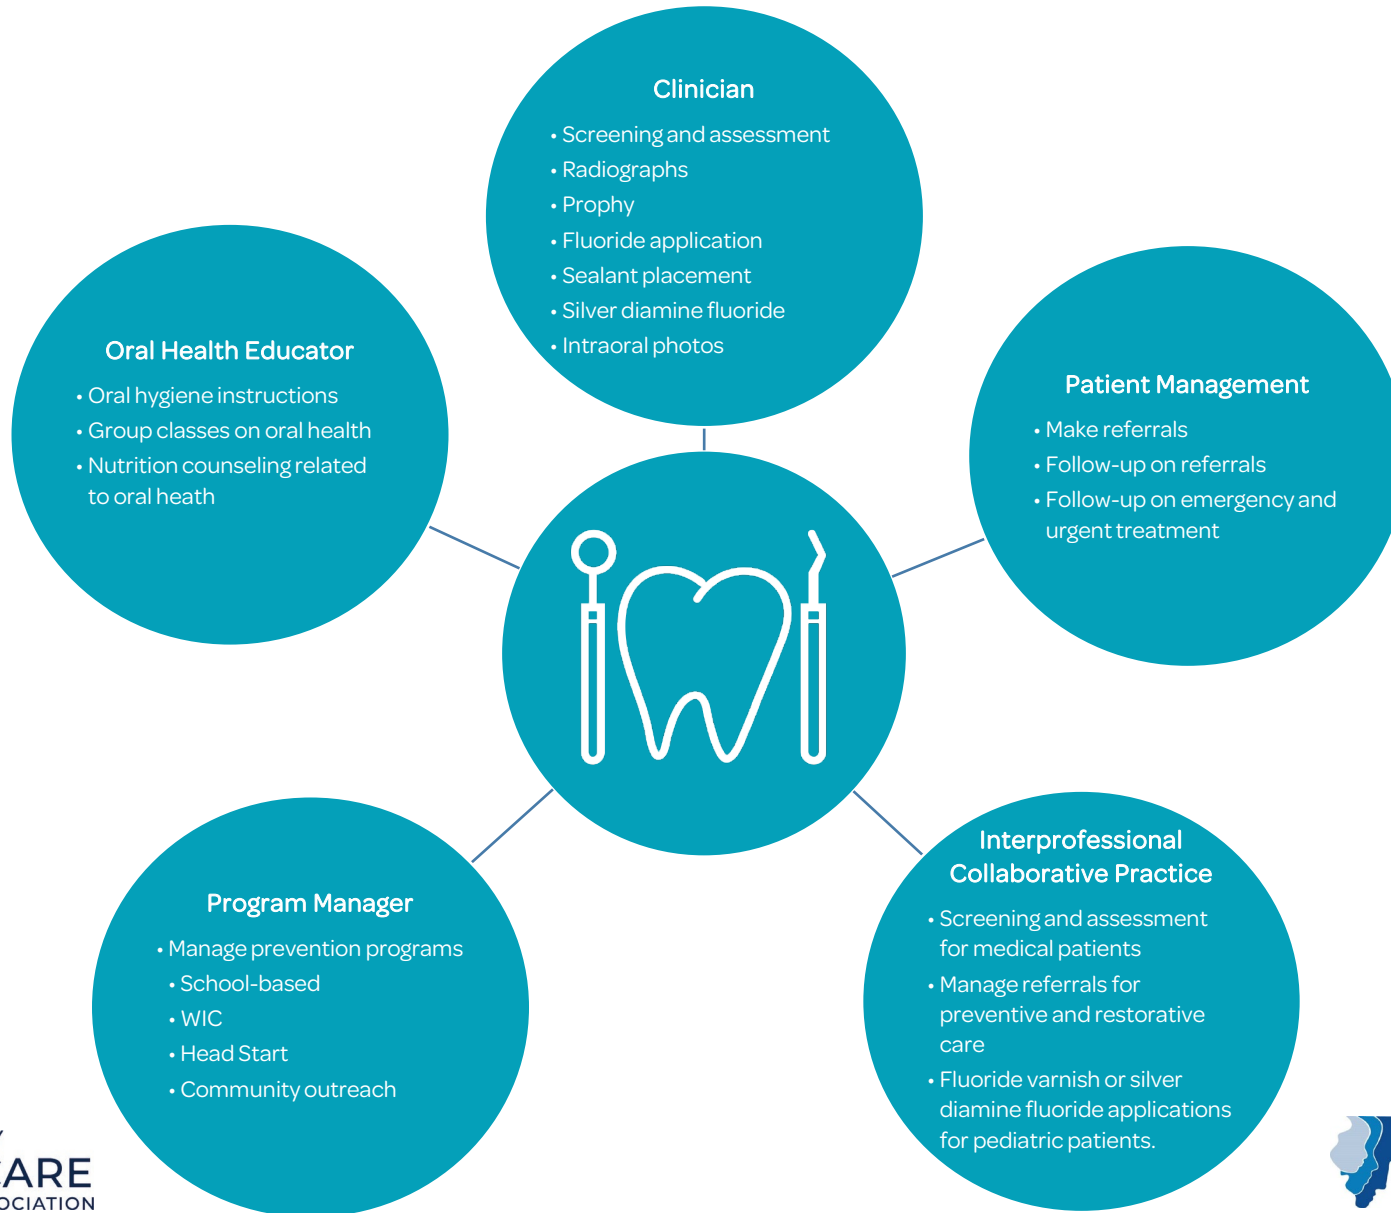 Clinician
• Screening and assessment
• Radiographs
• Prophy
• Fluoride application
• Sealant placement
• Silver diamine fluoride
• Intraoral photos
Oral Health Educator
• Oral hygiene instructions
• Group classes on oral health
• Nutrition counseling related
to oral heath
Patient Management
• Make referrals
• Follow-up on referrals
• Follow-up on emergency and
urgent treatment
Program Manager
• Manage prevention programs
• School-based
• WIC
• Head Start
• Community outreach
Interprofessional
Collaborative Practice
• Screening and assessment
for medical patients
• Manage referrals for
preventive and restorative
care
• Fluoride varnish or silver
diamine fluoride applications
for pediatric patients.